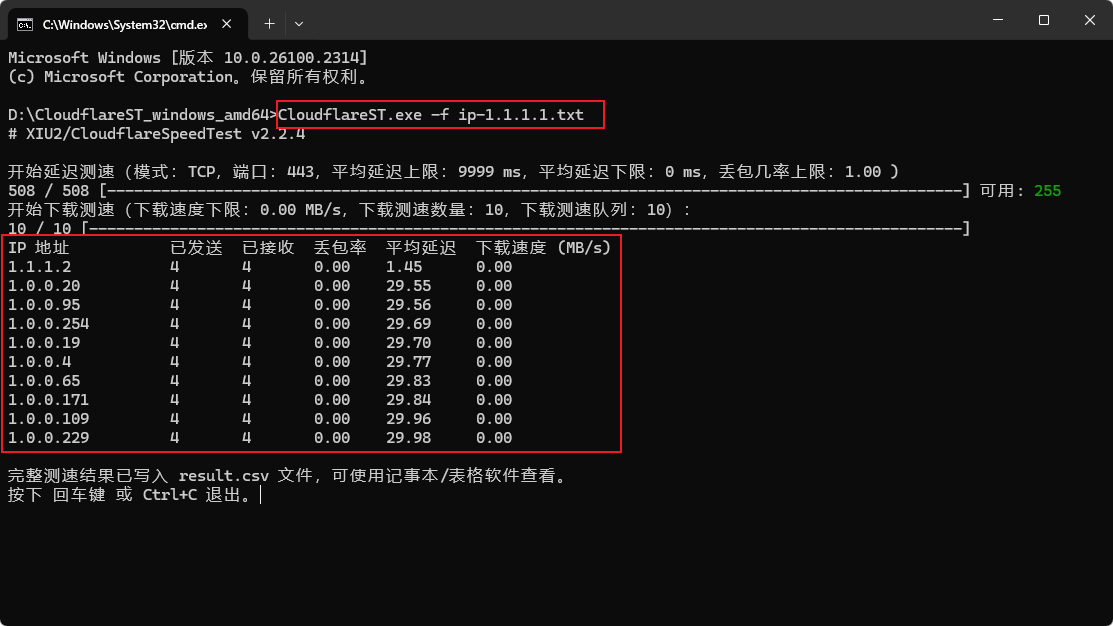 C:\Windows\System32\cmd.ex
Microsoft Windows [版本 10.0.26100.2314]
(c) Microsoft Corporation。保留所有权利。
D:\CloudflareST_windows_amd64>CloudflareST.exe -f ip-1.1.1.1.txt
# XIU2/CloudflareSpeedTest v2.2.4
开始延迟测速（模式：TCP, 端口：443, 平均延迟上限：9999 ms, 平均延迟下限：0 ms, 丢包几率上限：1.00 )
508 / 508 [-----------------------------------------------------------------------------------------------] 可用: 255
开始下载测速（下载速度下限：0.00 MB/s, 下载测速数量：10, 下载测速队列：10）:
10 / 10 [-------------------------------------------------------------------------------------------------]
IP 地址 已发送 已接收 丢包率 平均延迟 下载速度 (MB/s)
1.1.1.2 4 4 0.00 1.45 0.00
1.0.0.20 4 4 0.00 29.55 0.00
1.0.0.95 4 4 0.00 29.56 0.00
1.0.0.254 4 4 0.00 29.69 0.00
1.0.0.19 4 4 0.00 29.70 0.00
1.0.0.4 4 4 0.00 29.77 0.00
1.0.0.65 4 4 0.00 29.83 0.00
1.0.0.171 4 4 0.00 29.84 0.00
1.0.0.109 4 4 0.00 29.96 0.00
1.0.0.229 4 4 0.00 29.98 0.00
完整测速结果已写入 result.csv 文件，可使用记事本/表格软件查看。
按下 回车键 或 Ctrl+C 退出。